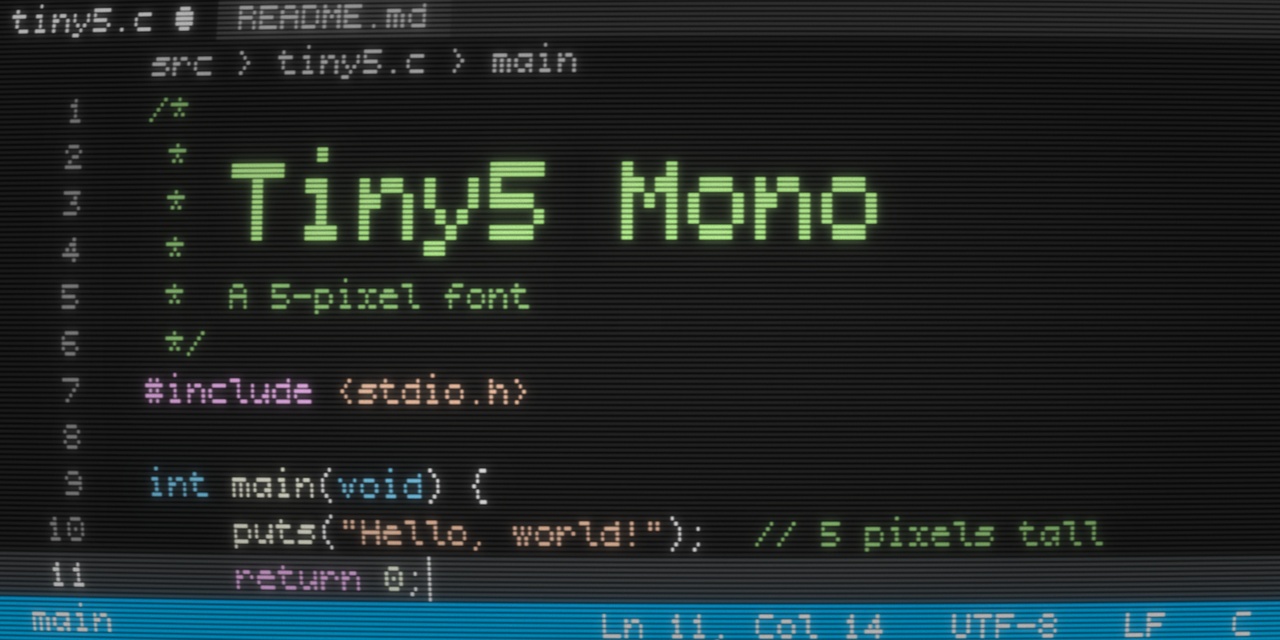 tiny5.c ● README.md
src > tiny5.c > main
1 /*
2 * Tiny5 Mono
3 *
4 *
5 * A 5-pixel font
6 */
7 #include <stdio.h>
8
9 int main(void) {
10 puts("Hello, world!"); // 5 pixels tall
11 return 0;
main Ln 11, Col 14 UTF-8 LF C